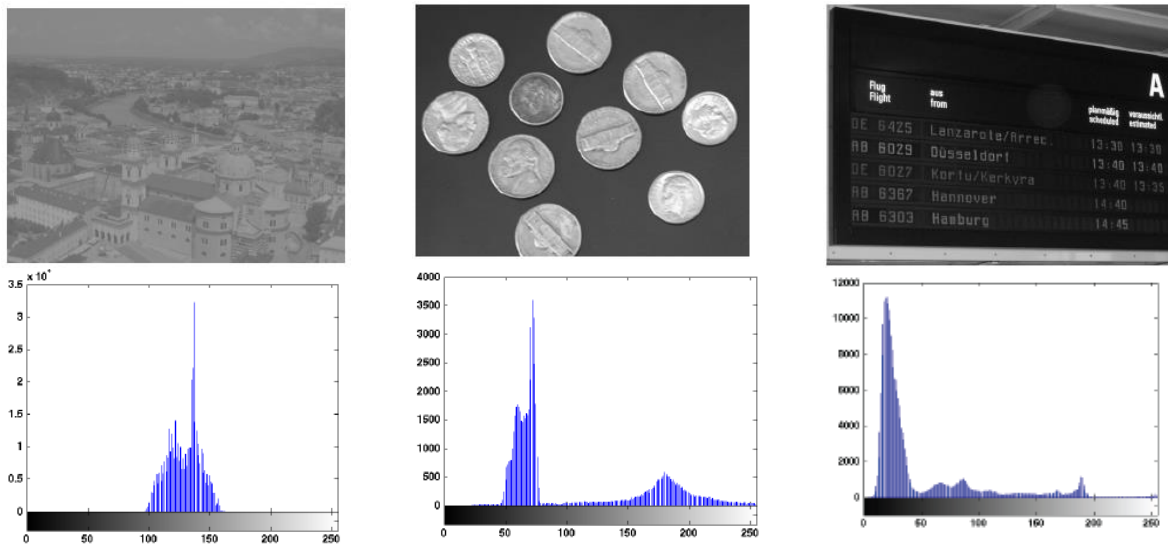 A
Flug aus planmäßig voraussichtl.
Flight from scheduled estimated
DE 6425 Lanzarote/Arrec. 13:30 13:30
AB 6029 Düsseldorf 13:40 13:40
DE 6027 Korfu/Kerkyra 13:40 13:35
AB 6367 Hannover 14:40
AB 6303 Hamburg 14:45
x 10⁴
3.5
3
2.5
2
1.5
1
0.5
0
0 50 100 150 200 250
4000
3500
3000
2500
2000
1500
1000
500
0
0 50 100 150 200 250
12000
10000
8000
6000
4000
2000
0
0 50 100 150 200 250